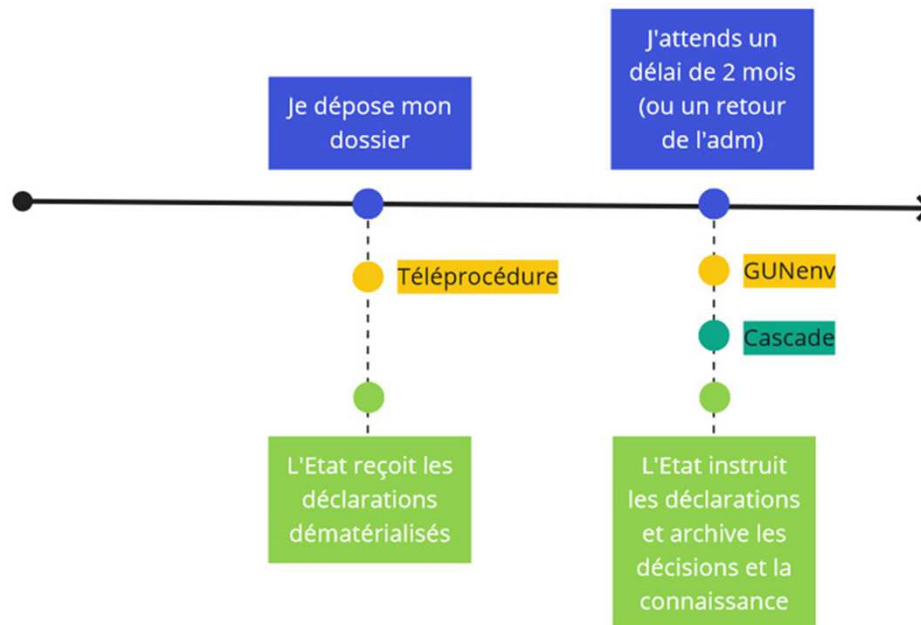 Je dépose mon
dossier
J'attends un
délai de 2 mois
(ou un retour
de l'adm)
Téléprocédure
GUNenv
Cascade
L'Etat reçoit les
déclarations
dématérialisés
L'Etat instruit
les déclarations
et archive les
décisions et la
connaissance